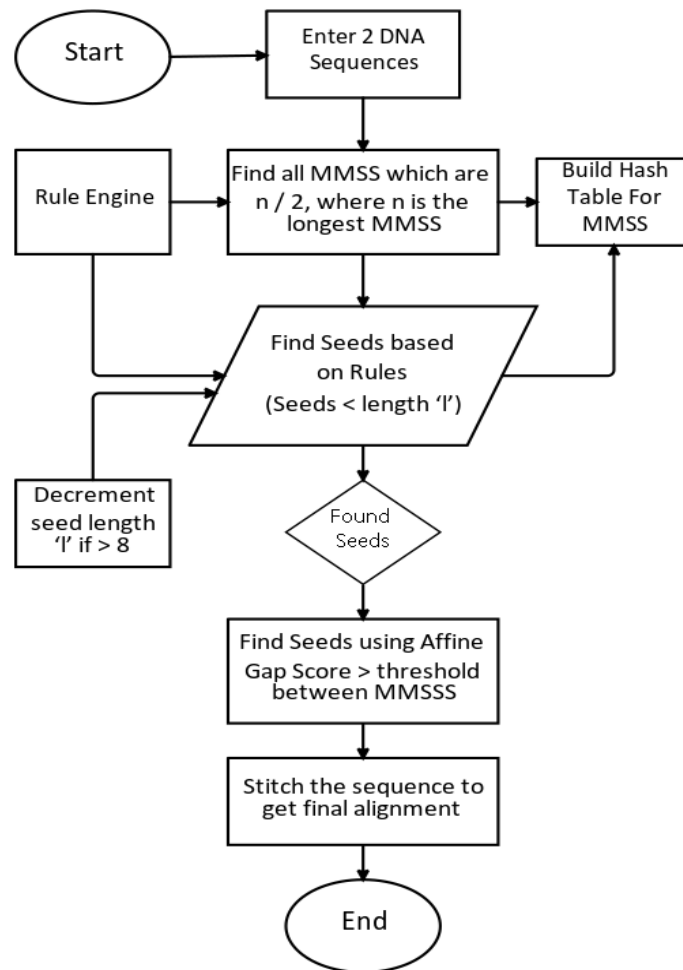 Start
Enter 2 DNA
Sequences
Rule Engine
Find all MMSS which are
n / 2, where n is the
longest MMSS
Build Hash
Table For
MMSS
Find Seeds based
on Rules
(Seeds < length ‘l’)
Decrement
seed length
‘l’ if > 8
Found
Seeds
Find Seeds using Affine
Gap Score > threshold
between MMSSS
Stitch the sequence to
get final alignment
End